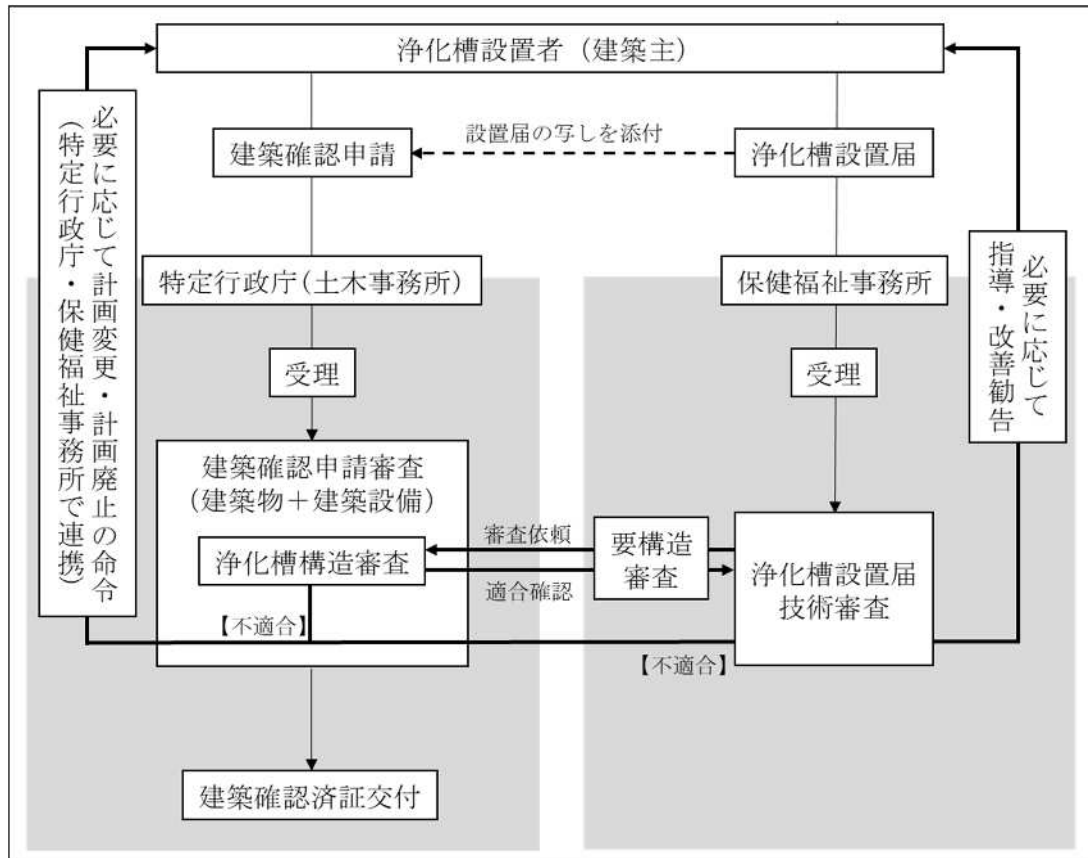 浄化槽設置者（建築主）
必要に応じて計画変更・計画廃止の命令
（特定行政庁・保健福祉事務所で連携）
建築確認申請
設置届の写しを添付
浄化槽設置届
必要に応じて
指導・改善勧告
特定行政庁（土木事務所）
保健福祉事務所
受理
受理
建築確認申請審査
（建築物＋建築設備）
浄化槽構造審査
審査依頼
適合確認
要構造
審査
浄化槽設置届
技術審査
【不適合】
【不適合】
建築確認済証交付